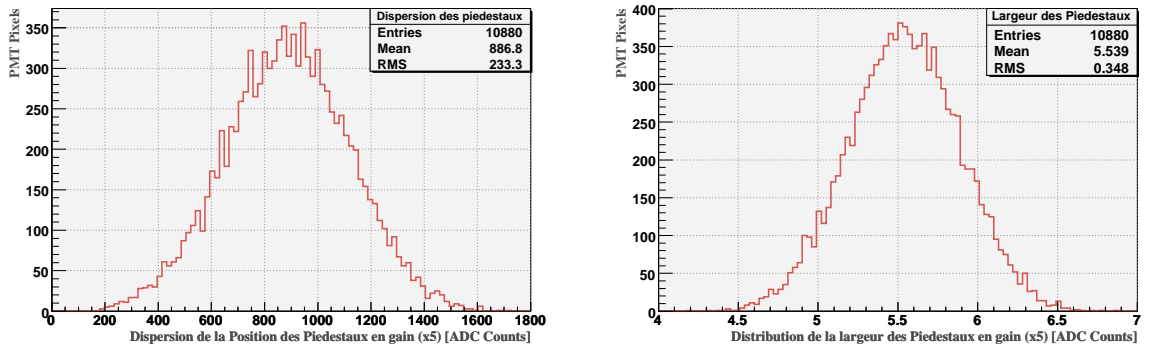 PMT Pixels
Dispersion des piedestaux
Entries 10880
Mean 886.8
RMS 233.3
350
300
250
200
150
100
50
0
0 200 400 600 800 1000 1200 1400 1600 1800
Dispersion de la Position des Piedestaux en gain (x5) [ADC Counts]
PMT Pixels
Largeur des Piedestaux
Entries 10880
Mean 5.539
RMS 0.348
400
350
300
250
200
150
100
50
0
4 4.5 5 5.5 6 6.5 7
Distribution de la largeur des Piedestaux en gain (x5) [ADC Counts]